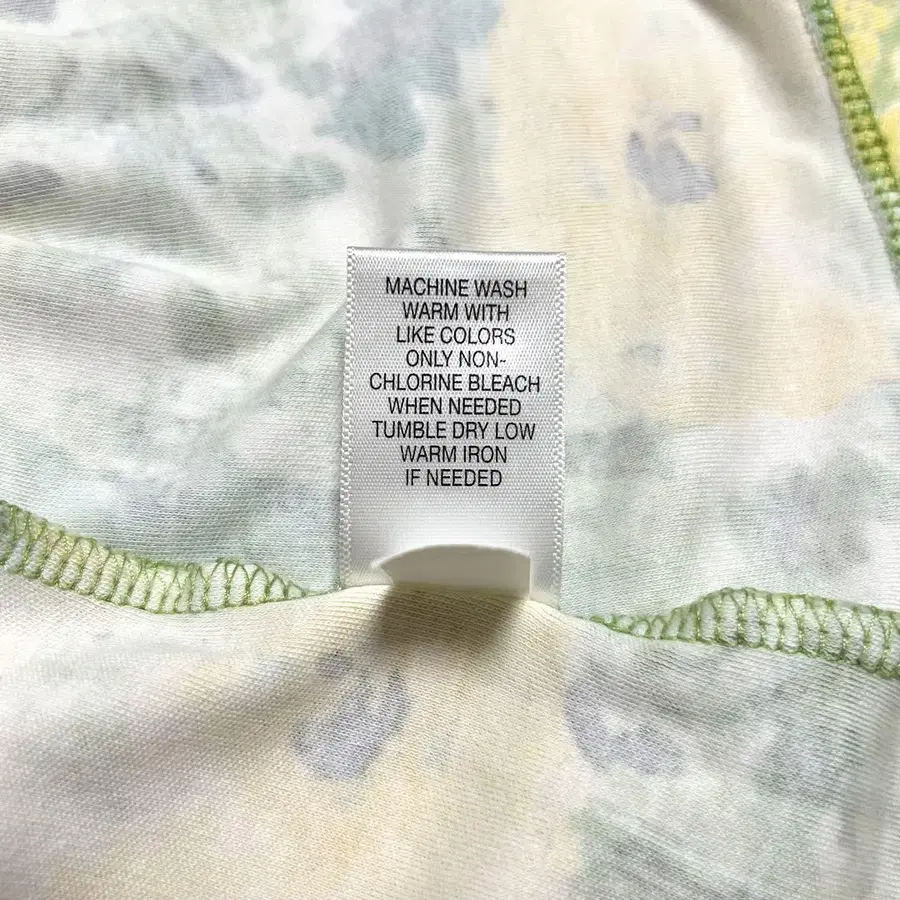 MACHINE WASH
WARM WITH
LIKE COLORS
ONLY NON-
CHLORINE BLEACH
WHEN NEEDED
TUMBLE DRY LOW
WARM IRON
IF NEEDED